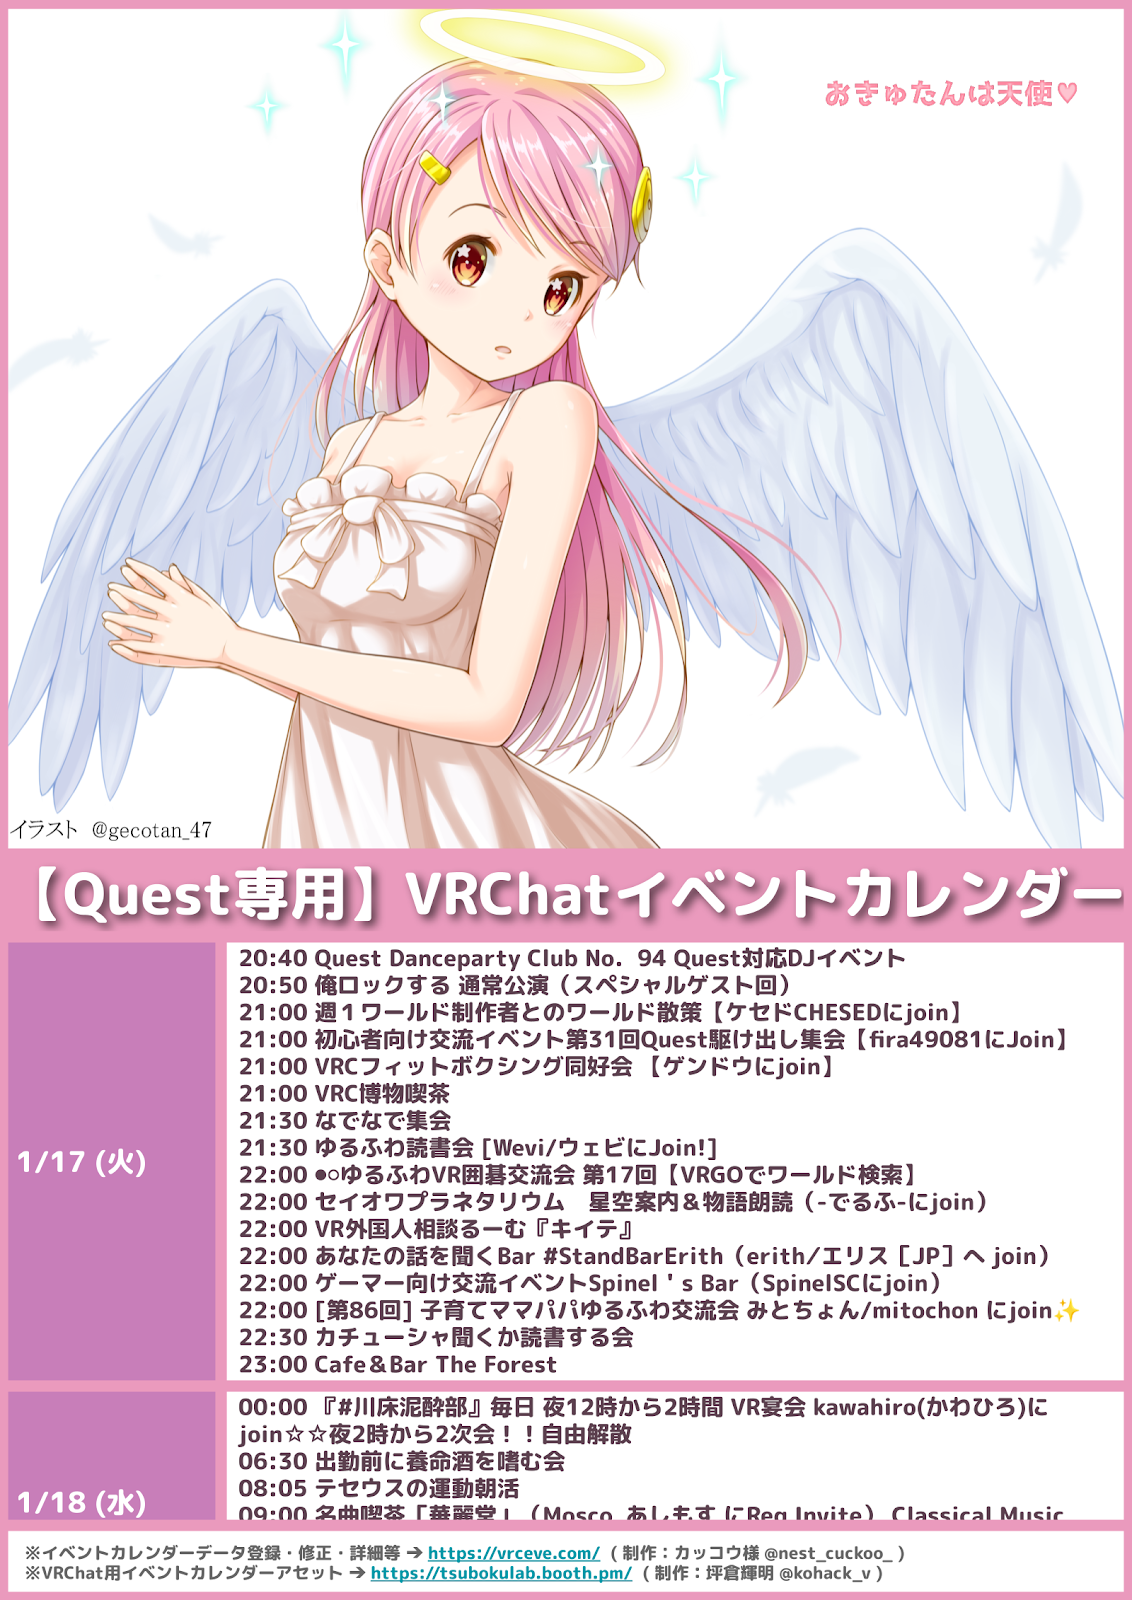 おきゅたんは天使♥
イラスト @gecotan_47
【Quest専用】VRChatイベントカレンダー
1/17 (火)
20:40 Quest Danceparty Club No．94 Quest対応DJイベント
20:50 俺ロックする 通常公演（スペシャルゲスト回）
21:00 週１ワールド制作者とのワールド散策【ケセドCHESEDにjoin】
21:00 初心者向け交流イベント第31回Quest駆け出し集会【fira49081にJoin】
21:00 VRCフィットボクシング同好会 【ゲンドウにjoin】
21:00 VRC博物喫茶
21:30 なでなで集会
21:30 ゆるふわ読書会 [Wevi/ウェビにJoin!]
22:00 ●○ゆるふわVR囲碁交流会 第17回【VRGOでワールド検索】
22:00 セイオワプラネタリウム　星空案内＆物語朗読（-でるふ-にjoin）
22:00 VR外国人相談るーむ『キイテ』
22:00 あなたの話を聞くBar #StandBarErith（erith/エリス［JP］へ join）
22:00 ゲーマー向け交流イベントSpinel＇s Bar（SpinelSCにjoin）
22:00 [第86回] 子育てママパパゆるふわ交流会 みとちょん/mitochon にjoin✨
22:30 カチューシャ聞くか読書する会
23:00 Cafe＆Bar The Forest
1/18 (水)
00:00 『#川床泥酔部』毎日 夜12時から2時間 VR宴会 kawahiro(かわひろ)に
join☆☆夜2時から2次会！！自由解散
06:30 出勤前に養命酒を嗜む会
08:05 テセウスの運動朝活
09:00 名曲喫茶「華麗堂」（Mosco_あしもす にReq Invite） Classical Music
※イベントカレンダーデータ登録・修正・詳細等 ➔ https://vrceve.com/ ( 制作：カッコウ様 @nest_cuckoo_ )
※VRChat用イベントカレンダーアセット ➔ https://tsubokulab.booth.pm/ ( 制作：坪倉輝明 @kohack_v )